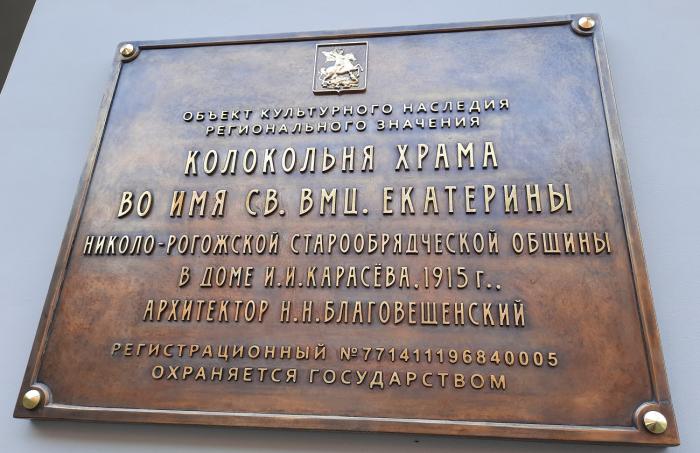 ОБЪЕКТ КУЛЬТУРНОГО НАСЛЕДИЯ
РЕГИОНАЛЬНОГО ЗНАЧЕНИЯ
КОЛОКОЛЬНЯ ХРАМА
ВО ИМЯ СВ. ВМЦ. ЕКАТЕРИНЫ
НИКОЛО-РОГОЖСКОЙ СТАРООБРЯДЧЕСКОЙ ОБЩИНЫ
В ДОМЕ И.И.КАРАСЁВА, 1915 г.,
АРХИТЕКТОР Н.Н.БЛАГОВЕЩЕНСКИЙ
РЕГИСТРАЦИОННЫЙ №771411196840005
ОХРАНЯЕТСЯ ГОСУДАРСТВОМ